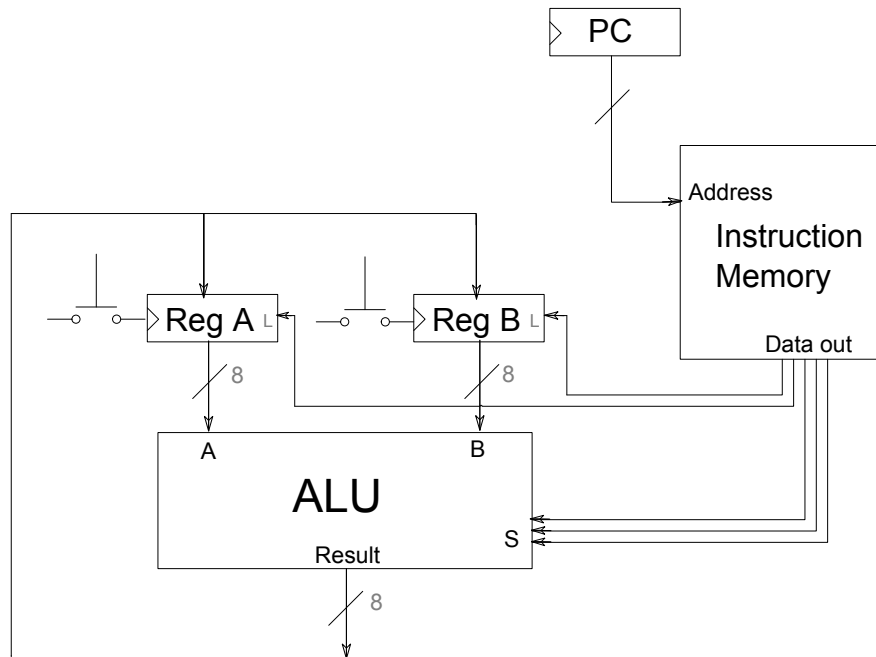 PC
Address
Instruction
Memory
Data out
Reg A L
Reg B L
8
8
A
B
ALU
S
Result
8